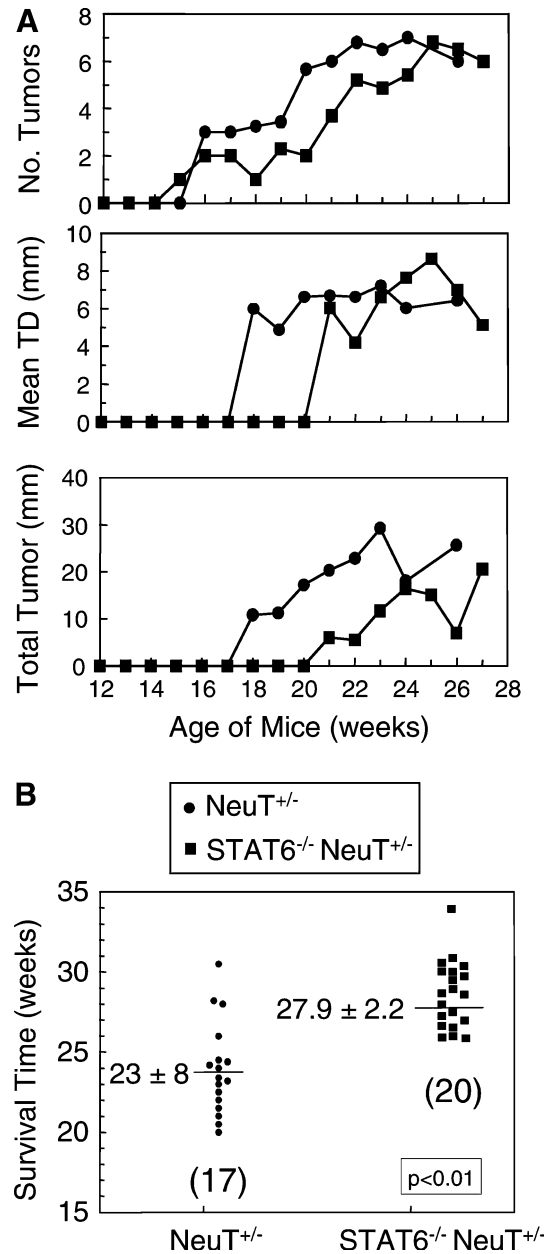 A
8
6
4
2
0
No. Tumors
10
8
6
4
2
0
Mean TD (mm)
40
30
20
10
0
Total Tumor (mm)
12 14 16 18 20 22 24 26 28
Age of Mice (weeks)
B
NeuT+/-
STAT6-/- NeuT+/-
35
30
25
20
15
Survival Time (weeks)
27.9 ± 2.2
23 ± 8
(20)
(17)
p<0.01
NeuT+/- STAT6-/- NeuT+/-